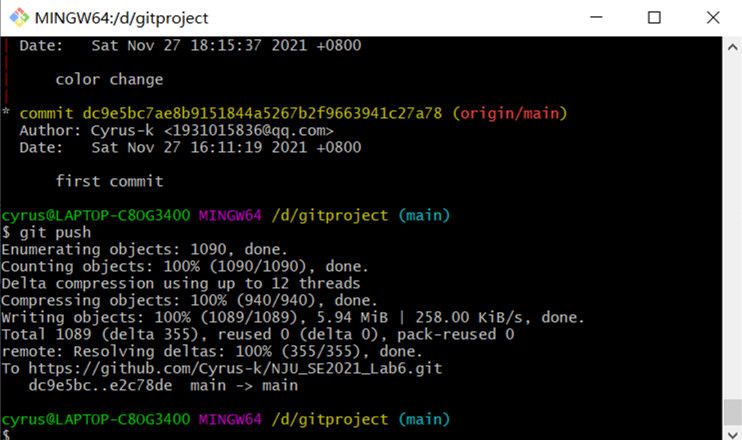 MINGW64:/d/gitproject
| Date:   Sat Nov 27 18:15:37 2021 +0800
|
|     color change
|
* commit dc9e5bc7ae8b9151844a5267b2f9663941c27a78 (origin/main)
  Author: Cyrus-k <1931015836@qq.com>
  Date:   Sat Nov 27 16:11:19 2021 +0800
      first commit
cyrus@LAPTOP-C8OG3400 MINGW64 /d/gitproject (main)
$ git push
Enumerating objects: 1090, done.
Counting objects: 100% (1090/1090), done.
Delta compression using up to 12 threads
Compressing objects: 100% (940/940), done.
Writing objects: 100% (1089/1089), 5.94 MiB | 258.00 KiB/s, done.
Total 1089 (delta 355), reused 0 (delta 0), pack-reused 0
remote: Resolving deltas: 100% (355/355), done.
To https://github.com/Cyrus-k/NJU_SE2021_Lab6.git
   dc9e5bc..e2c78de  main -> main
cyrus@LAPTOP-C8OG3400 MINGW64 /d/gitproject (main)
$